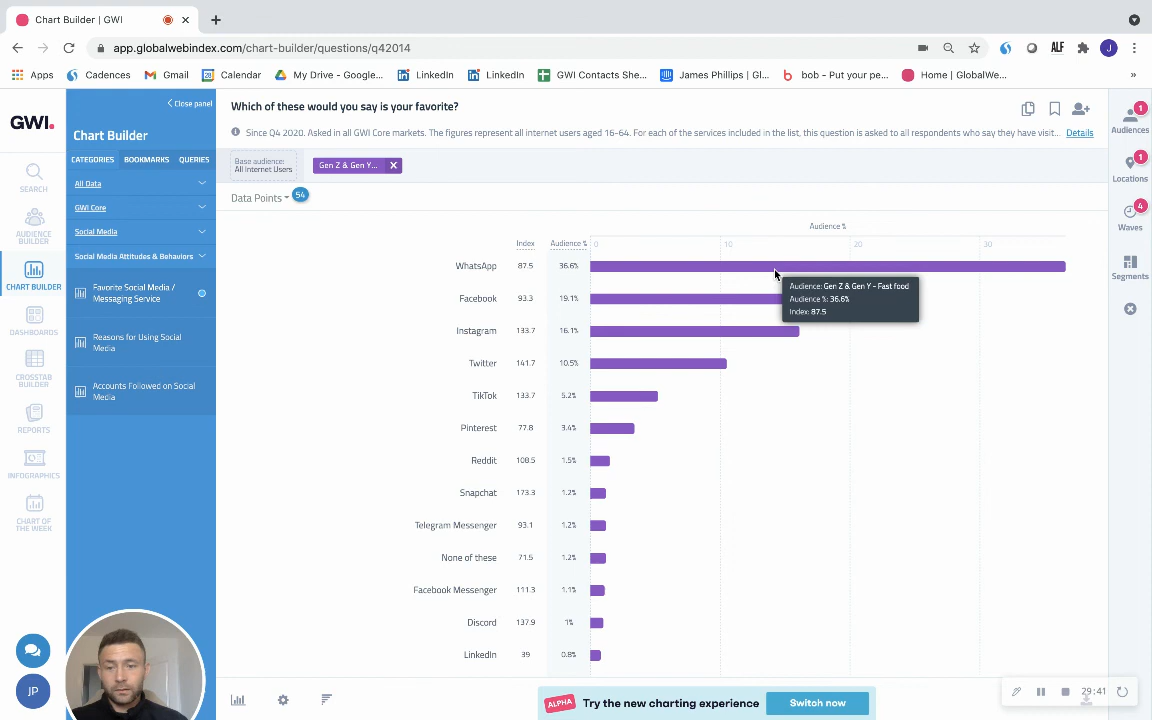 Chart Builder | GWI
app.globalwebindex.com/chart-builder/questions/q42014
Apps
Cadences
Gmail
Calendar
My Drive - Google...
LinkedIn
LinkedIn
GWI Contacts She...
James Phillips | Gl...
bob - Put your pe...
Home | GlobalWe...
»
ALF
J
GWI.
Close panel
Chart Builder
CATEGORIES
BOOKMARKS
QUERIES
All Data
GWI Core
Social Media
Social Media Attitudes & Behaviors
Favorite Social Media /
Messaging Service
Reasons for Using Social
Media
Accounts Followed on Social
Media
SEARCH
AUDIENCE
BUILDER
CHART BUILDER
DASHBOARDS
CROSSTAB
BUILDER
REPORTS
INFOGRAPHICS
CHART OF
THE WEEK
JP
Which of these would you say is your favorite?
Since Q4 2020. Asked in all GWI Core markets. The figures represent all internet users aged 16-64. For each of the services included in the list, this question is asked to all respondents who say they have visit...
Details
Base audience:
All Internet Users
Gen Z & Gen Y...
Data Points
54
Audience %
Index
Audience %
0
10
20
30
WhatsApp 87.5 36.6%
Facebook 93.3 19.1%
Instagram 133.7 16.1%
Twitter 141.7 10.5%
TikTok 133.7 5.2%
Pinterest 77.8 3.4%
Reddit 108.5 1.5%
Snapchat 173.3 1.2%
Telegram Messenger 93.1 1.2%
None of these 71.5 1.2%
Facebook Messenger 111.3 1.1%
Discord 137.9 1%
LinkedIn 39 0.8%
Audience: Gen Z & Gen Y - Fast food
Audience %: 36.6%
Index: 87.5
1
Audiences
1
Locations
4
Waves
Segments
ALPHA
Try the new charting experience
Switch now
29:41